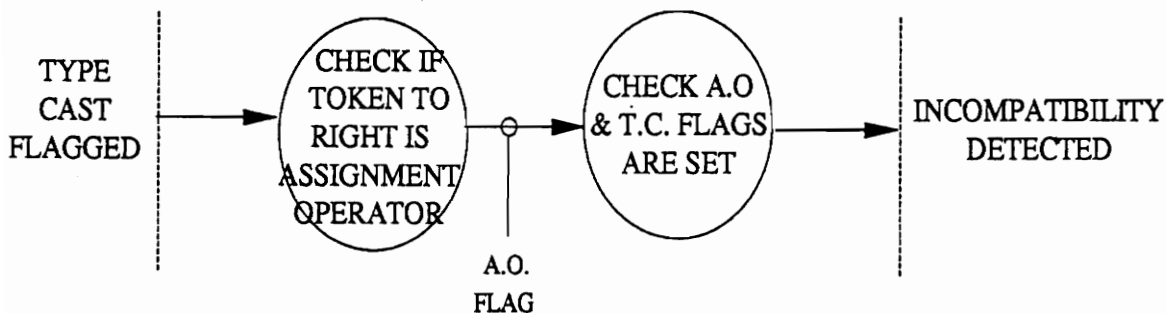 TYPE
CAST
FLAGGED
CHECK IF
TOKEN TO
RIGHT IS
ASSIGNMENT
OPERATOR
A.O.
FLAG
CHECK A.O
& T.C. FLAGS
ARE SET
INCOMPATIBILITY
DETECTED